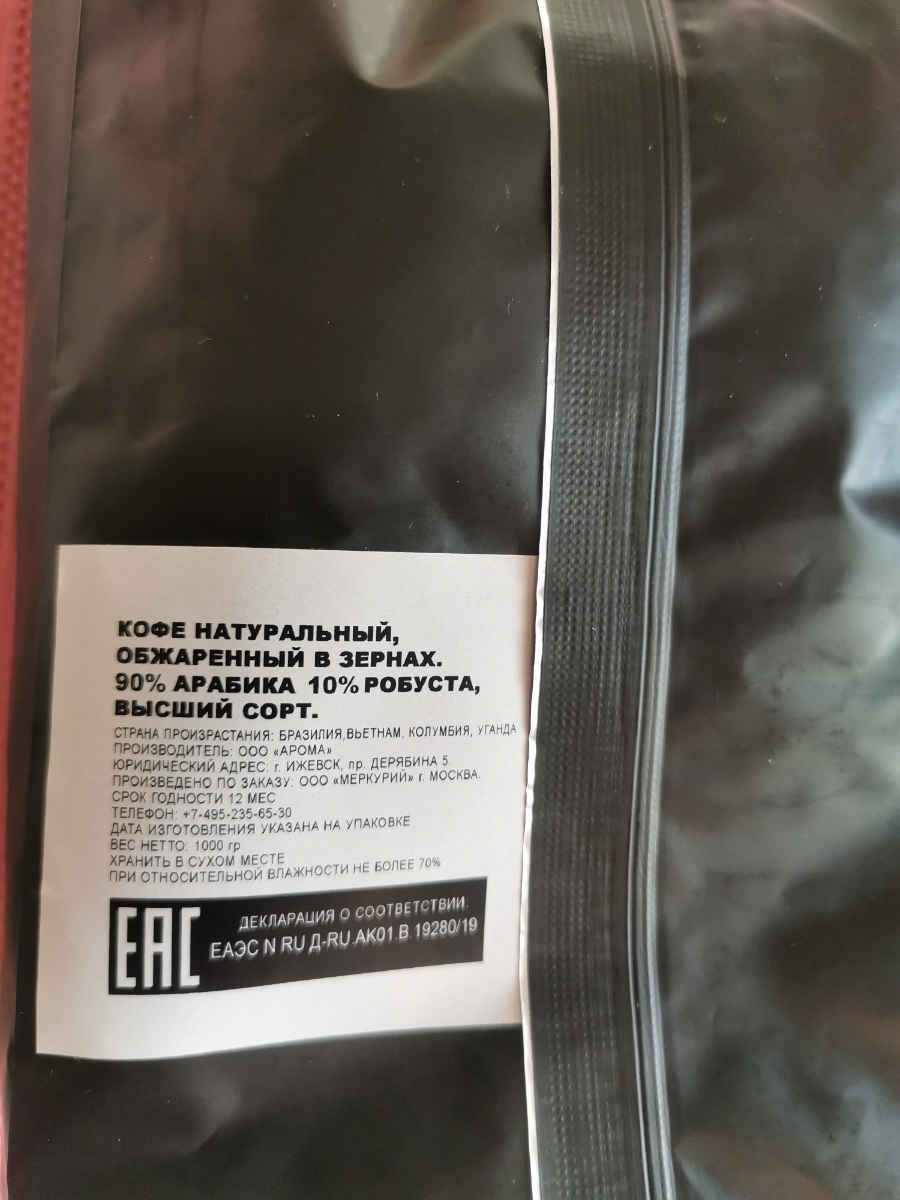 КОФЕ НАТУРАЛЬНЫЙ,
ОБЖАРЕННЫЙ В ЗЕРНАХ.
90% АРАБИКА 10% РОБУСТА,
ВЫСШИЙ СОРТ.
СТРАНА ПРОИЗРАСТАНИЯ: БРАЗИЛИЯ,ВЬЕТНАМ, КОЛУМБИЯ, УГАНДА
ПРОИЗВОДИТЕЛЬ: ООО «АРОМА»
ЮРИДИЧЕСКИЙ АДРЕС: г. ИЖЕВСК, пр. ДЕРЯБИНА 5.
ПРОИЗВЕДЕНО ПО ЗАКАЗУ: ООО «МЕРКУРИЙ» г. МОСКВА.
СРОК ГОДНОСТИ 12 МЕС
ТЕЛЕФОН: +7-495-235-65-30
ДАТА ИЗГОТОВЛЕНИЯ УКАЗАНА НА УПАКОВКЕ
ВЕС НЕТТО: 1000 гр
ХРАНИТЬ В СУХОМ МЕСТЕ
ПРИ ОТНОСИТЕЛЬНОЙ ВЛАЖНОСТИ НЕ БОЛЕЕ 70%
ЕАС ДЕКЛАРАЦИЯ О СООТВЕТСТВИИ:
ЕАЭС N RU Д-RU.АК01.В.19280/19